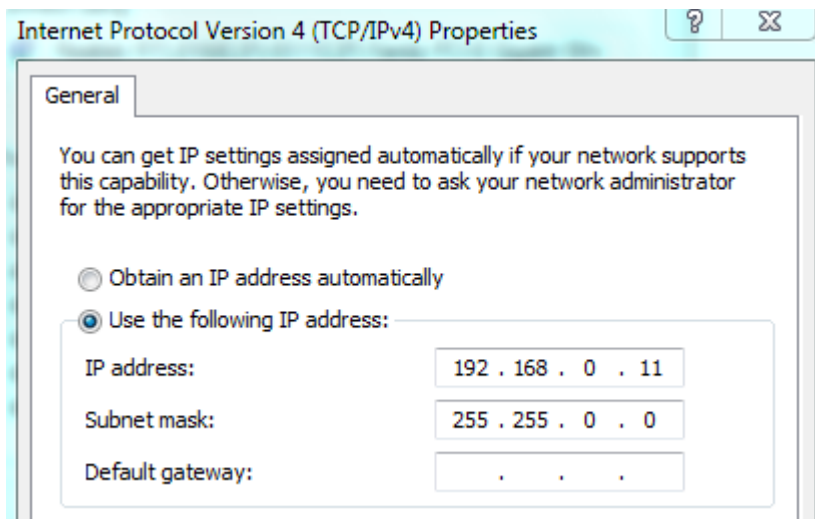 Internet Protocol Version 4 (TCP/IPv4) Properties
General
You can get IP settings assigned automatically if your network supports
this capability. Otherwise, you need to ask your network administrator
for the appropriate IP settings.
Obtain an IP address automatically
Use the following IP address:
IP address: 192 . 168 . 0 . 11
Subnet mask: 255 . 255 . 0 . 0
Default gateway: . . .